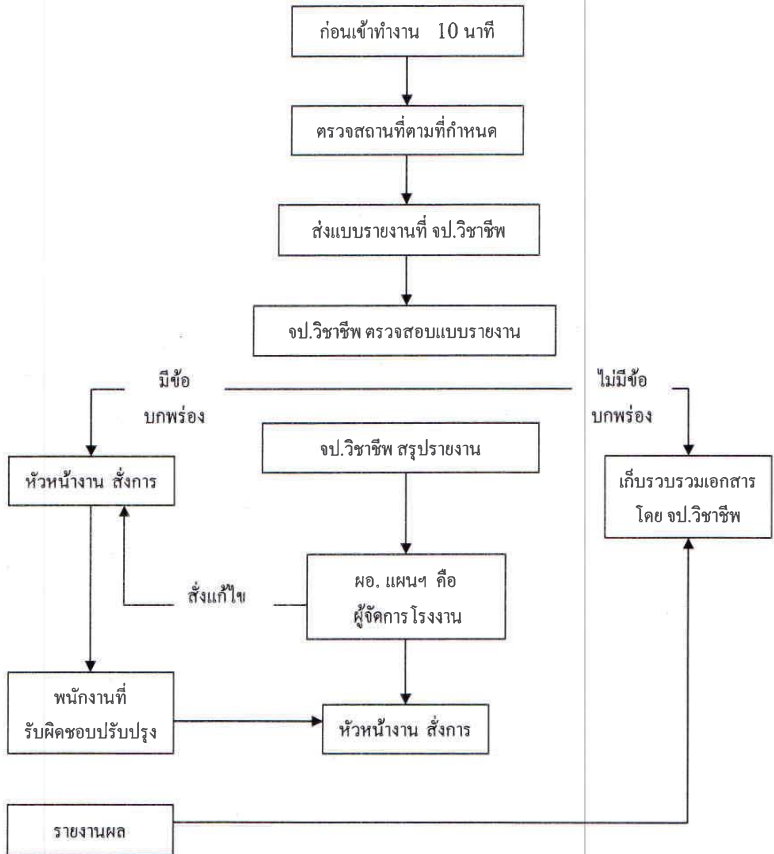 ก่อนเข้าทำงาน 10 นาที
ตรวจสถานที่ตามที่กำหนด
ส่งแบบรายงานที่ จป.วิชาชีพ
จป.วิชาชีพ ตรวจสอบแบบรายงาน
มีข้อ
บกพร่อง
ไม่มีข้อ
บกพร่อง
จป.วิชาชีพ สรุปรายงาน
หัวหน้างาน สั่งการ
เก็บรวบรวมเอกสาร
โดย จป.วิชาชีพ
สั่งแก้ไข
ผอ. แผนฯ คือ
ผู้จัดการโรงงาน
พนักงานที่
รับผิดชอบปรับปรุง
หัวหน้างาน สั่งการ
รายงานผล